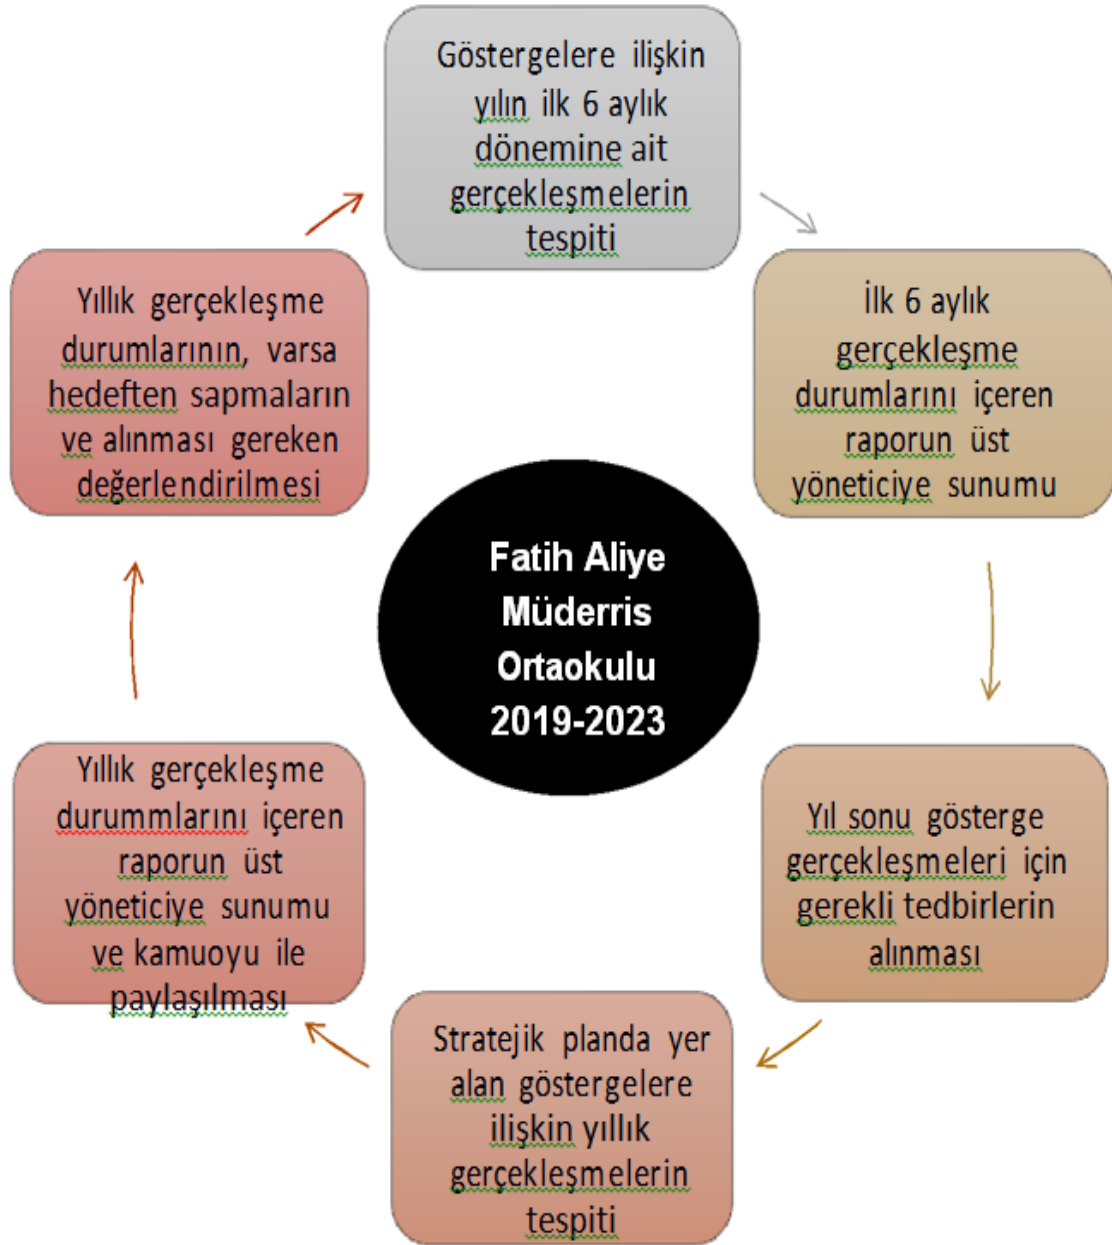 Göstergelere ilişkin
yılın ilk 6 aylık
dönemine ait
gerçekleşmelerin
tespiti
İlk 6 aylık
gerçekleşme
durumlarını içeren
raporun üst
yöneticiye sunumu
Yıl sonu gösterge
gerçekleşmeleri için
gerekli tedbirlerin
alınması
Stratejik planda yer
alan göstergelere
ilişkin yıllık
gerçekleşmelerin
tespiti
Yıllık gerçekleşme
durummlarını içeren
raporun üst
yöneticiye sunumu
ve kamuoyu ile
paylaşılması
Yıllık gerçekleşme
durumlarının, varsa
hedeften sapmaların
ve alınması gereken
değerlendirilmesi
Fatih Aliye
Müderris
Ortaokulu
2019-2023